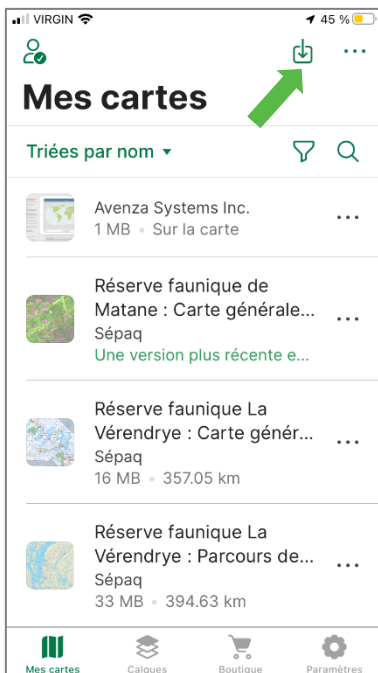 VIRGIN 45 %
Mes cartes
Triées par nom
Avenza Systems Inc.
1 MB • Sur la carte
Réserve faunique de
Matane : Carte générale...
Sépaq
Une version plus récente e...
Réserve faunique La
Vérendrye : Carte génér...
Sépaq
16 MB • 357.05 km
Réserve faunique La
Vérendrye : Parcours de...
Sépaq
33 MB • 394.63 km
Mes cartes Calques Boutique Paramètres